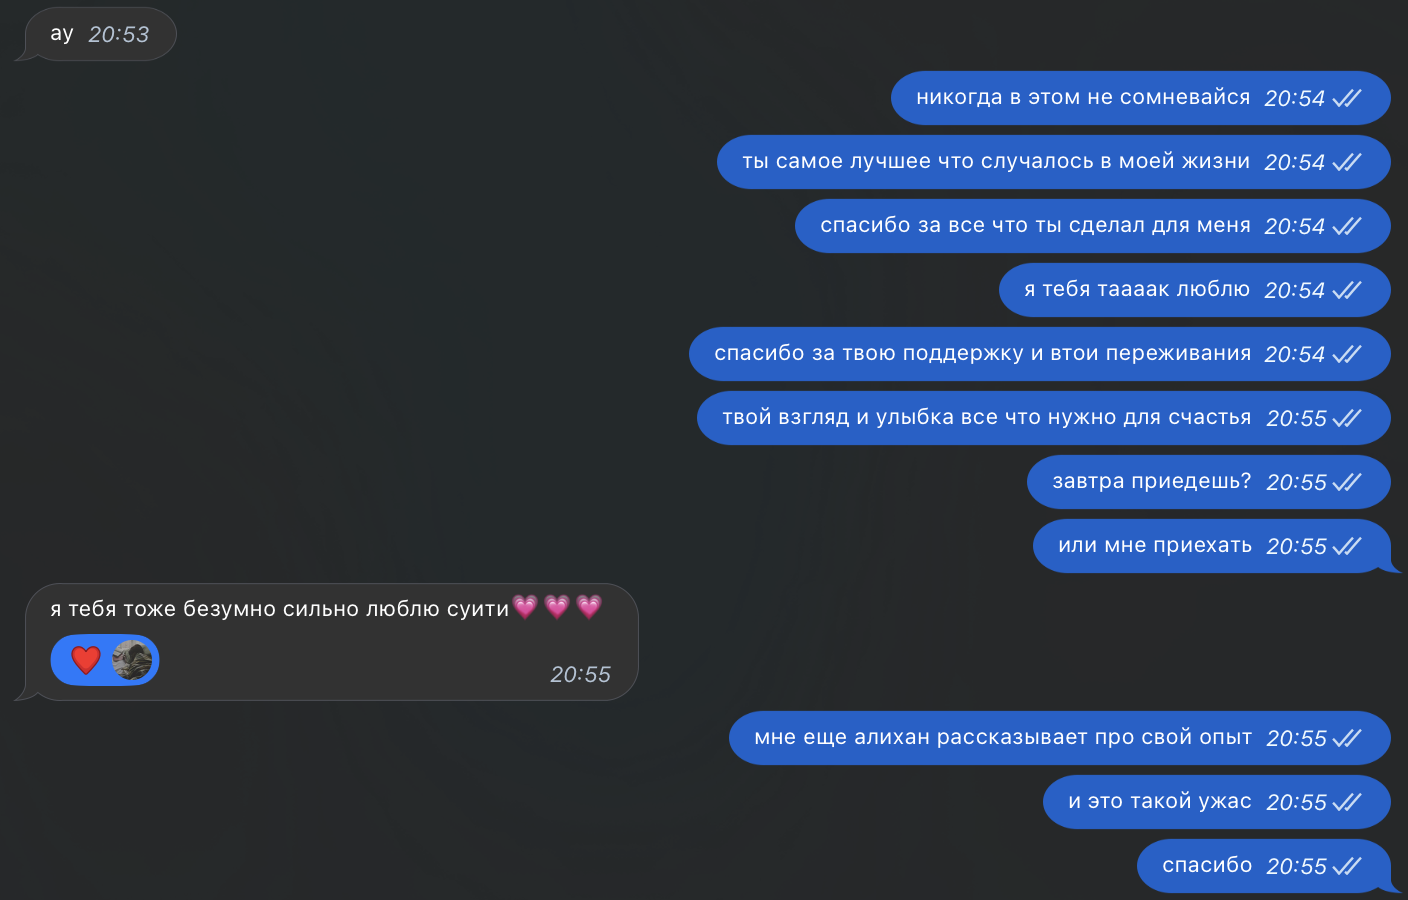 ау 20:53
никогда в этом не сомневайся 20:54
ты самое лучшее что случалось в моей жизни 20:54
спасибо за все что ты сделал для меня 20:54
я тебя таааак люблю 20:54
спасибо за твою поддержку и втои переживания 20:54
твой взгляд и улыбка все что нужно для счастья 20:55
завтра приедешь? 20:55
или мне приехать 20:55
я тебя тоже безумно сильно люблю суити💗💗💗
❤️ 20:55
мне еще алихан рассказывает про свой опыт 20:55
и это такой ужас 20:55
спасибо 20:55